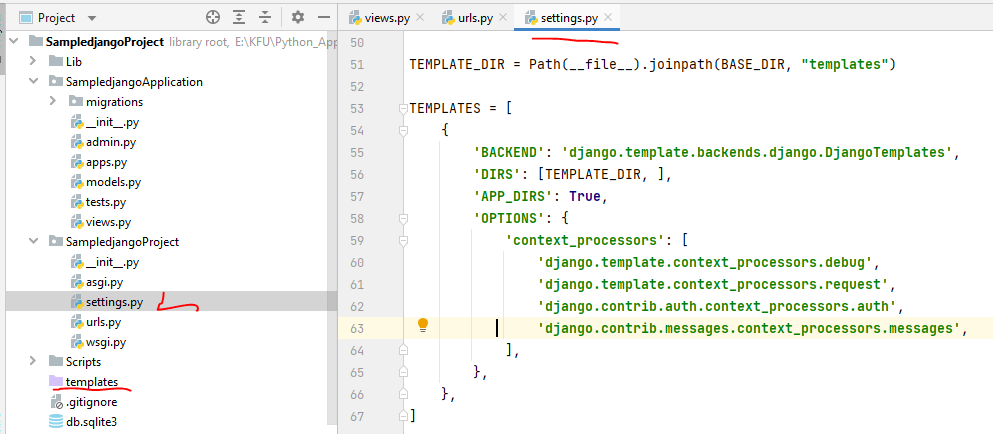 Project
views.py
urls.py
settings.py
SampledjangoProject library root, E:\KFU\Python_App
Lib
SampledjangoApplication
migrations
__init__.py
admin.py
apps.py
models.py
tests.py
views.py
SampledjangoProject
__init__.py
asgi.py
settings.py
urls.py
wsgi.py
Scripts
templates
.gitignore
db.sqlite3
50
51 TEMPLATE_DIR = Path(__file__).joinpath(BASE_DIR, "templates")
52
53 TEMPLATES = [
54 {
55 'BACKEND': 'django.template.backends.django.DjangoTemplates',
56 'DIRS': [TEMPLATE_DIR, ],
57 'APP_DIRS': True,
58 'OPTIONS': {
59 'context_processors': [
60 'django.template.context_processors.debug',
61 'django.template.context_processors.request',
62 'django.contrib.auth.context_processors.auth',
63 'django.contrib.messages.context_processors.messages',
64 ],
65 },
66 },
67 ]